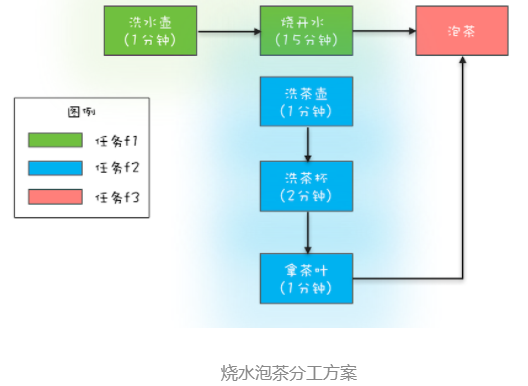 洗水壶
(1分钟)
烧开水
(15分钟)
泡茶
洗茶壶
(1分钟)
图例
任务f1
任务f2
任务f3
洗茶杯
(2分钟)
拿茶叶
(1分钟)
烧水泡茶分工方案